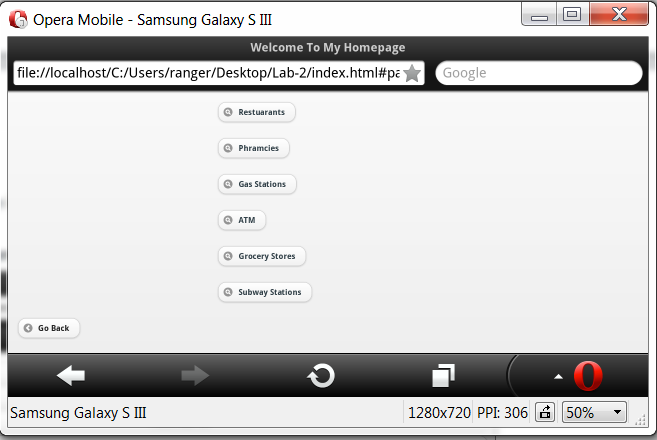 Opera Mobile - Samsung Galaxy S III
Welcome To My Homepage
file://localhost/C:/Users/ranger/Desktop/Lab-2/index.html#pa
Google
Restuarants
Phramcies
Gas Stations
ATM
Grocery Stores
Subway Stations
Go Back
Samsung Galaxy S III 1280x720 PPI: 306 50%